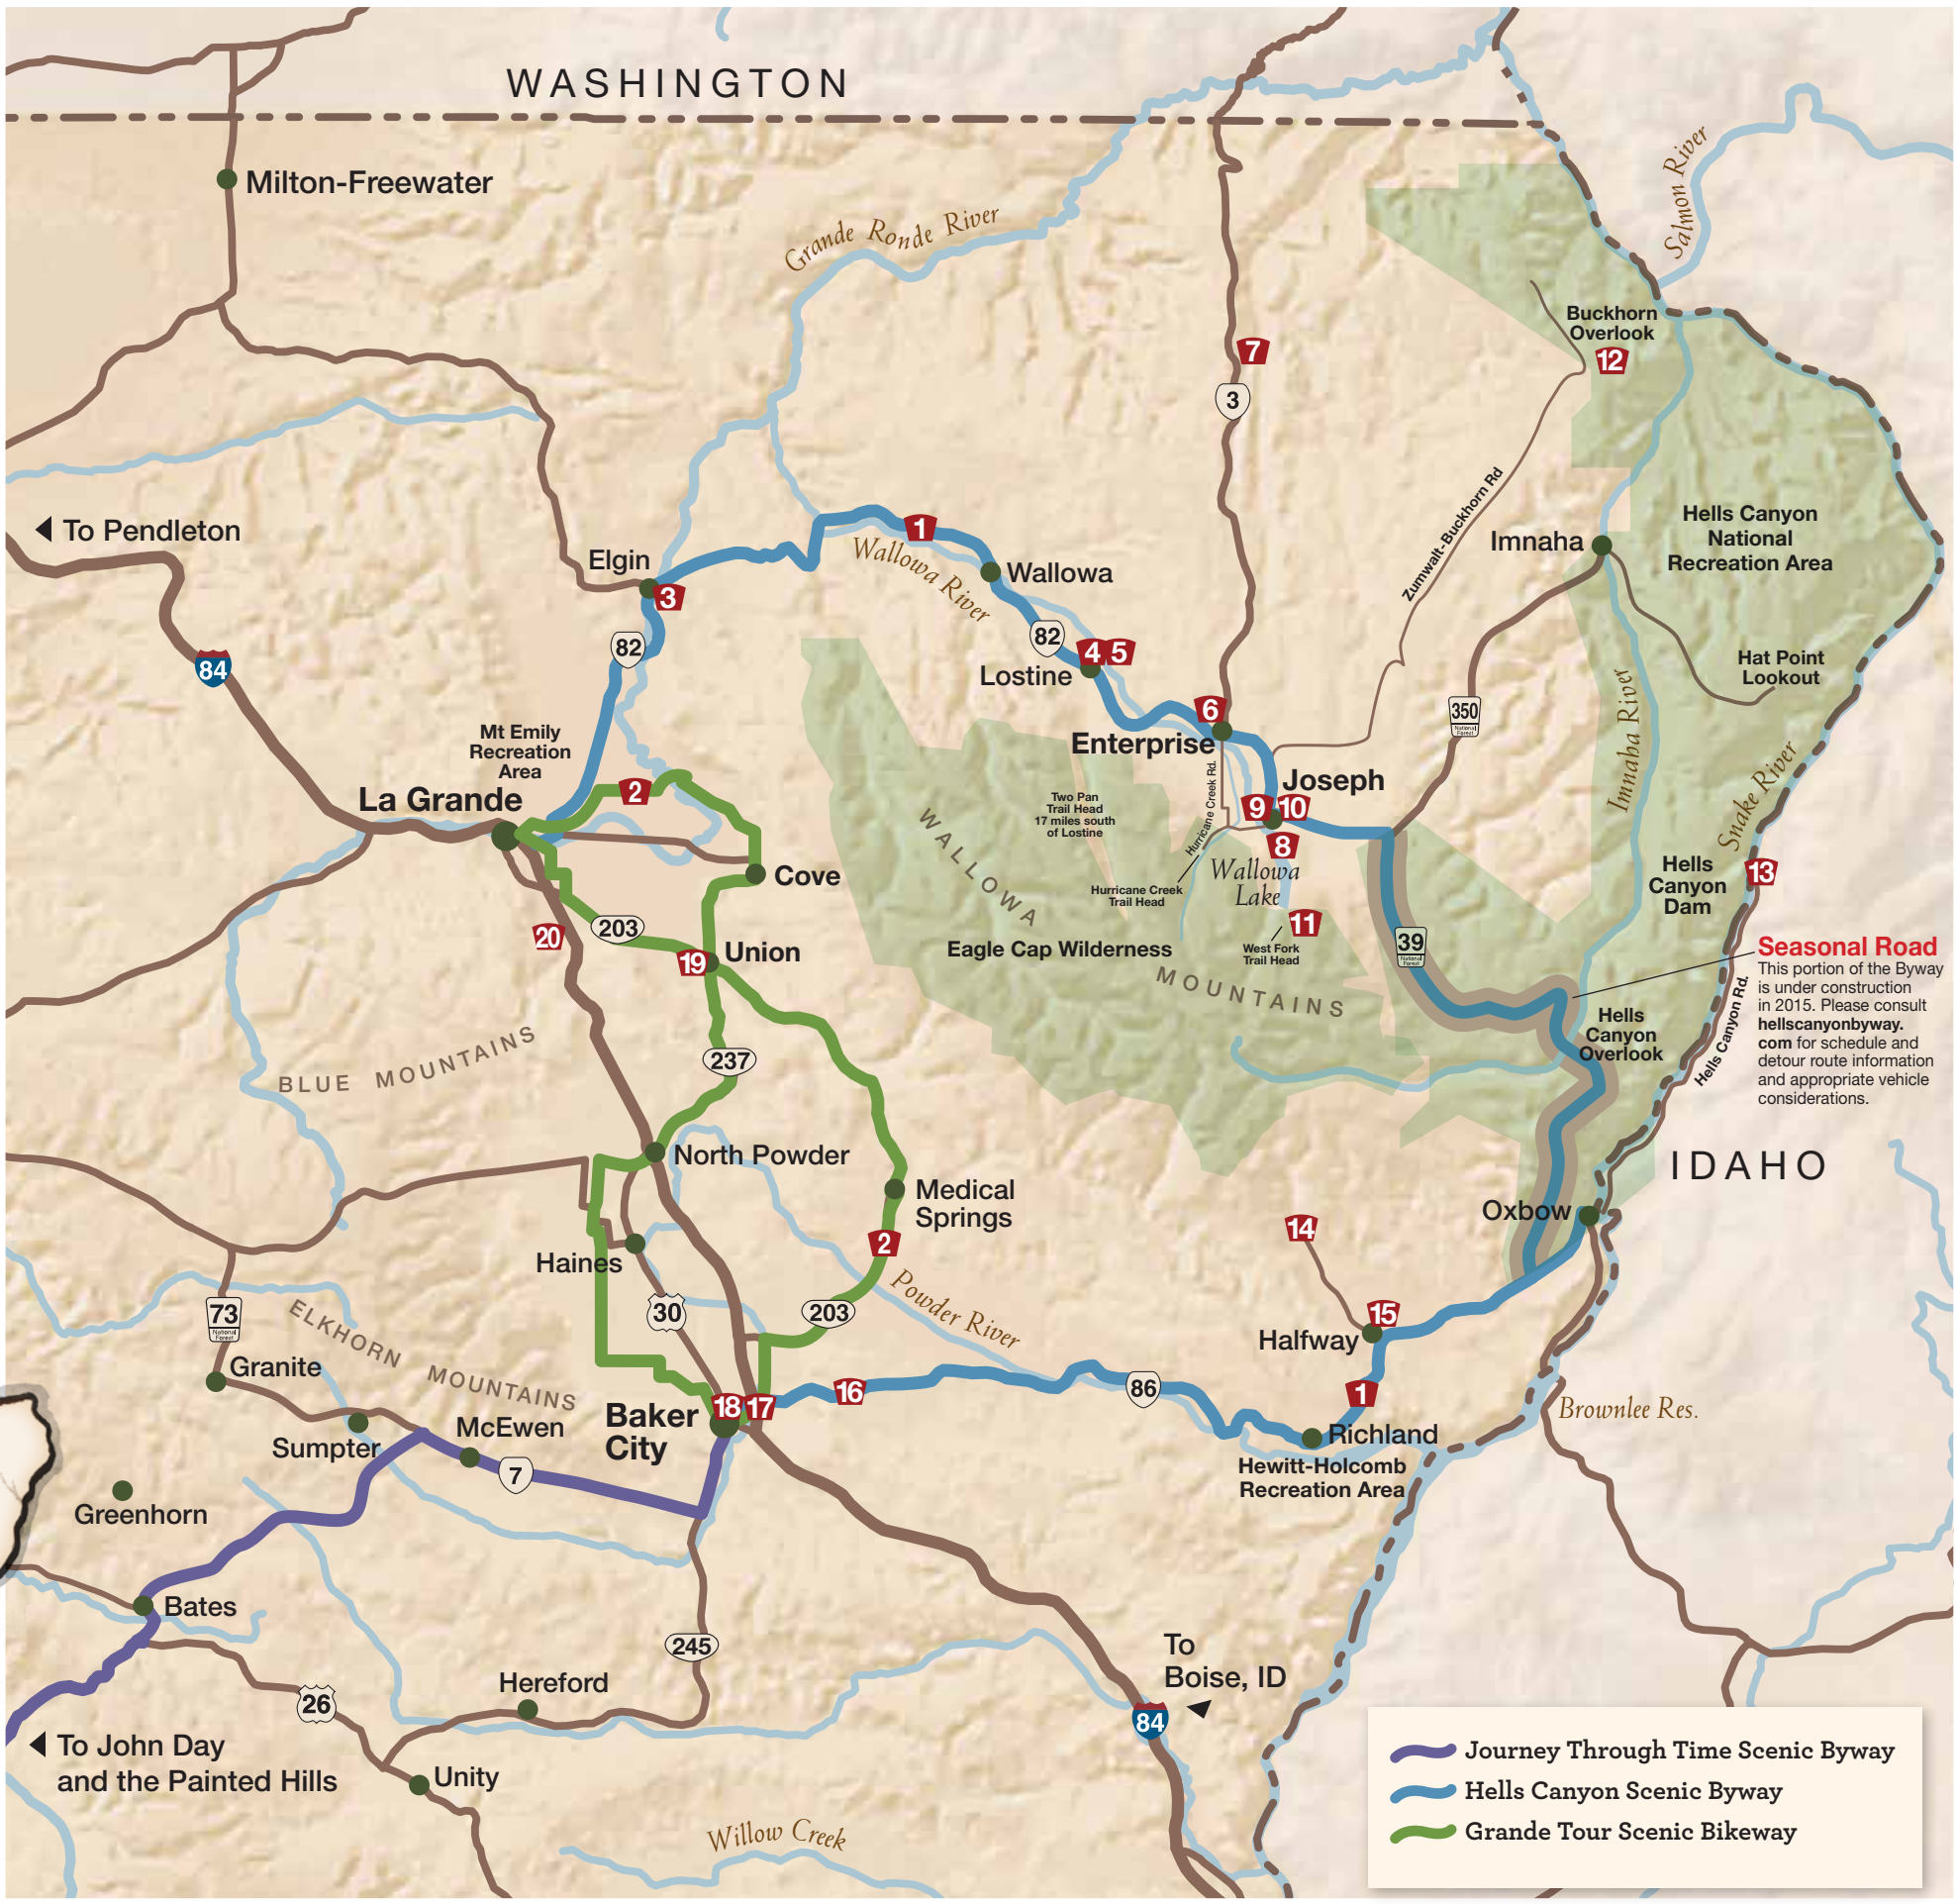 WASHINGTON
Milton-Freewater
Grande Ronde River
Salmon River
Buckhorn
Overlook
12
7
3
Zumwalt-Buckhorn Rd
To Pendleton
84
Elgin
3
1
Wallowa River
Wallowa
82
82
4 5
Lostine
Imnaha
Hells Canyon
National
Recreation Area
Hat Point
Lookout
350
National
Forest
Imnaha River
Snake River
6
Enterprise
Mt Emily
Recreation
Area
La Grande
2
Joseph
9 10
8
Hurricane Creek Rd.
Two Pan
Trail Head
17 miles south
of Lostine
Hurricane Creek
Trail Head
Wallowa
Lake
11
West Fork
Trail Head
WALLOWA
MOUNTAINS
Eagle Cap Wilderness
Cove
203
20
Union
19
39
National
Forest
Hells
Canyon
Dam
13
Seasonal Road
This portion of the Byway
is under construction
in 2015. Please consult
hellscanyonbyway.
com for schedule and
detour route information
and appropriate vehicle
considerations.
Hells
Canyon
Overlook
Hells Canyon Rd.
237
BLUE MOUNTAINS
North Powder
IDAHO
Medical
Springs
2
Oxbow
14
Haines
30
203
Powder River
15
Halfway
73
National
Forest
ELKHORN MOUNTAINS
Granite
18 17
16
86
1
Brownlee Res.
Baker
City
McEwen
Sumpter
7
Richland
Hewitt-Holcomb
Recreation Area
Greenhorn
Bates
245
To
Boise, ID
84
Hereford
26
To John Day
and the Painted Hills
Unity
Willow Creek
Journey Through Time Scenic Byway
Hells Canyon Scenic Byway
Grande Tour Scenic Bikeway